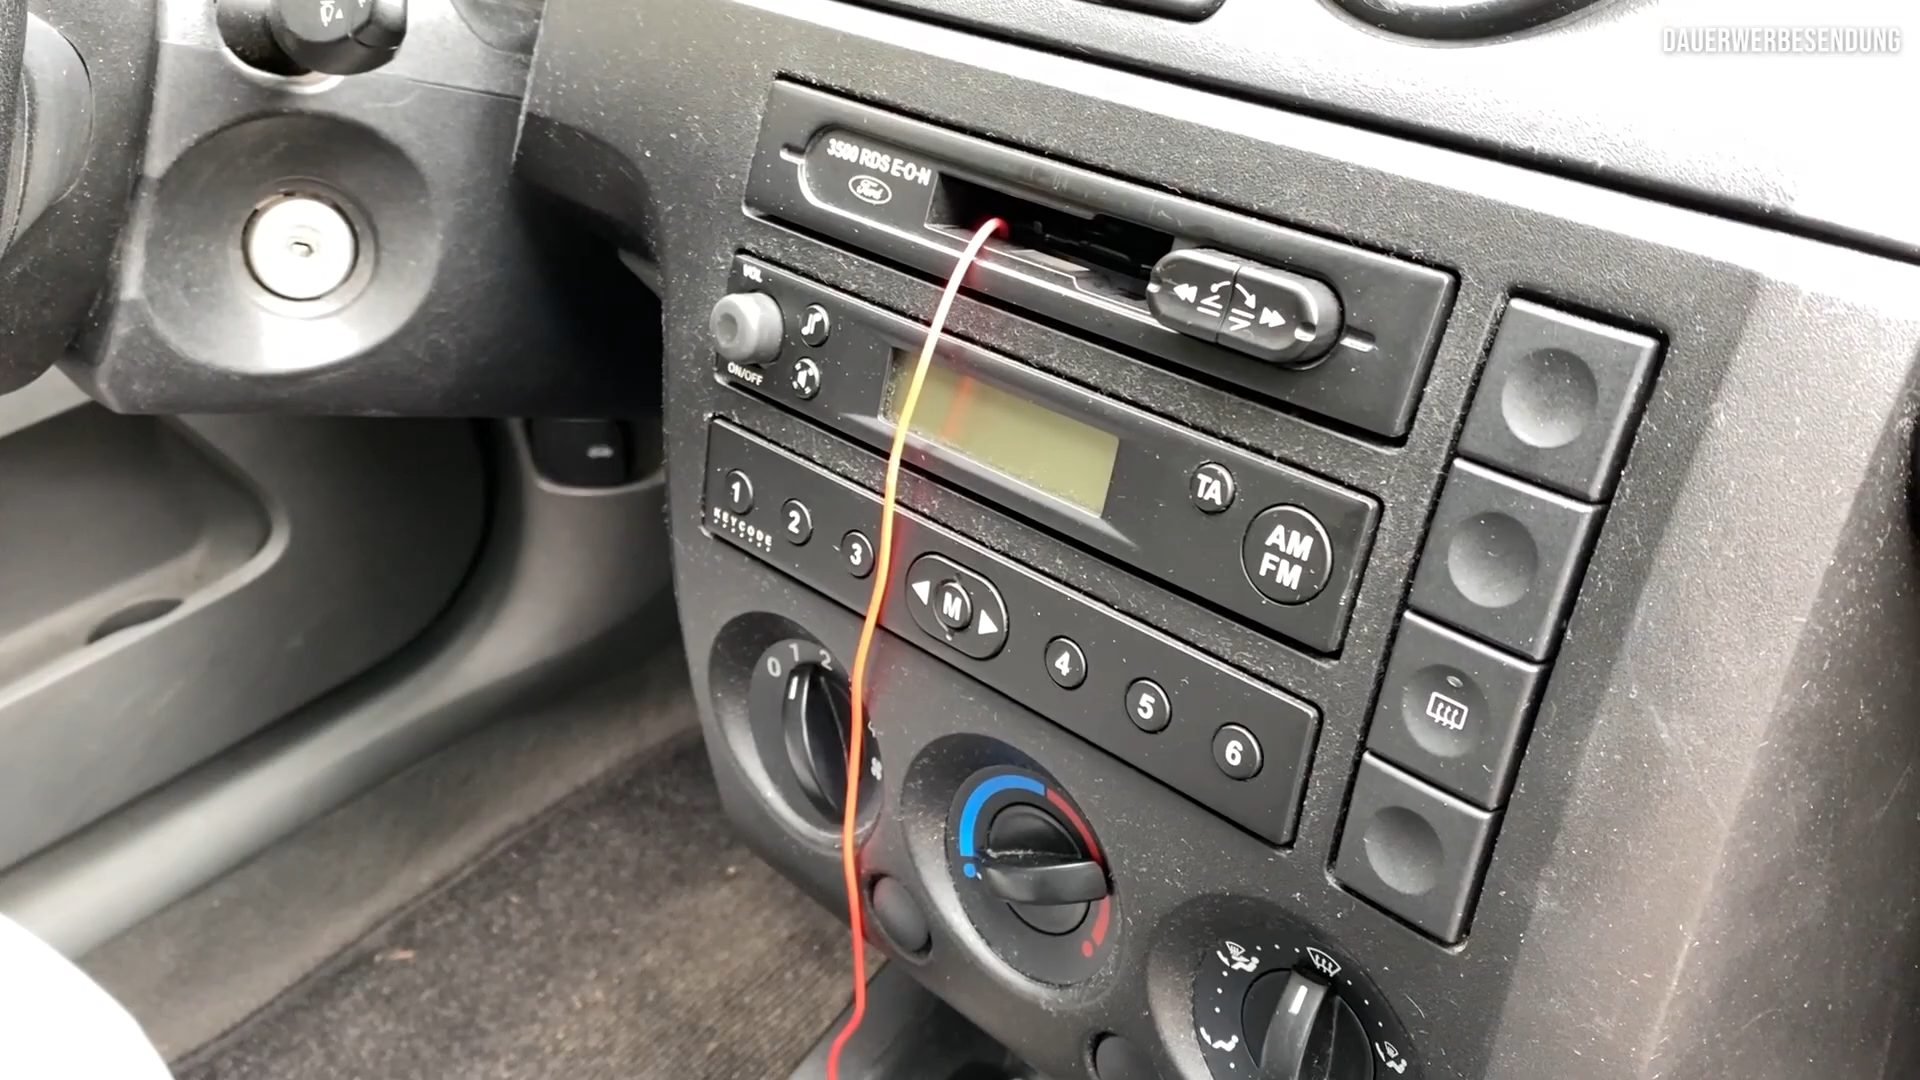 DAUERWERBESENDUNG
3500 RDS E·O·N
Ford
VOL
ON/OFF
TA
AM
FM
1
2
3
M
4
5
6
KEYCODE
0 1 2